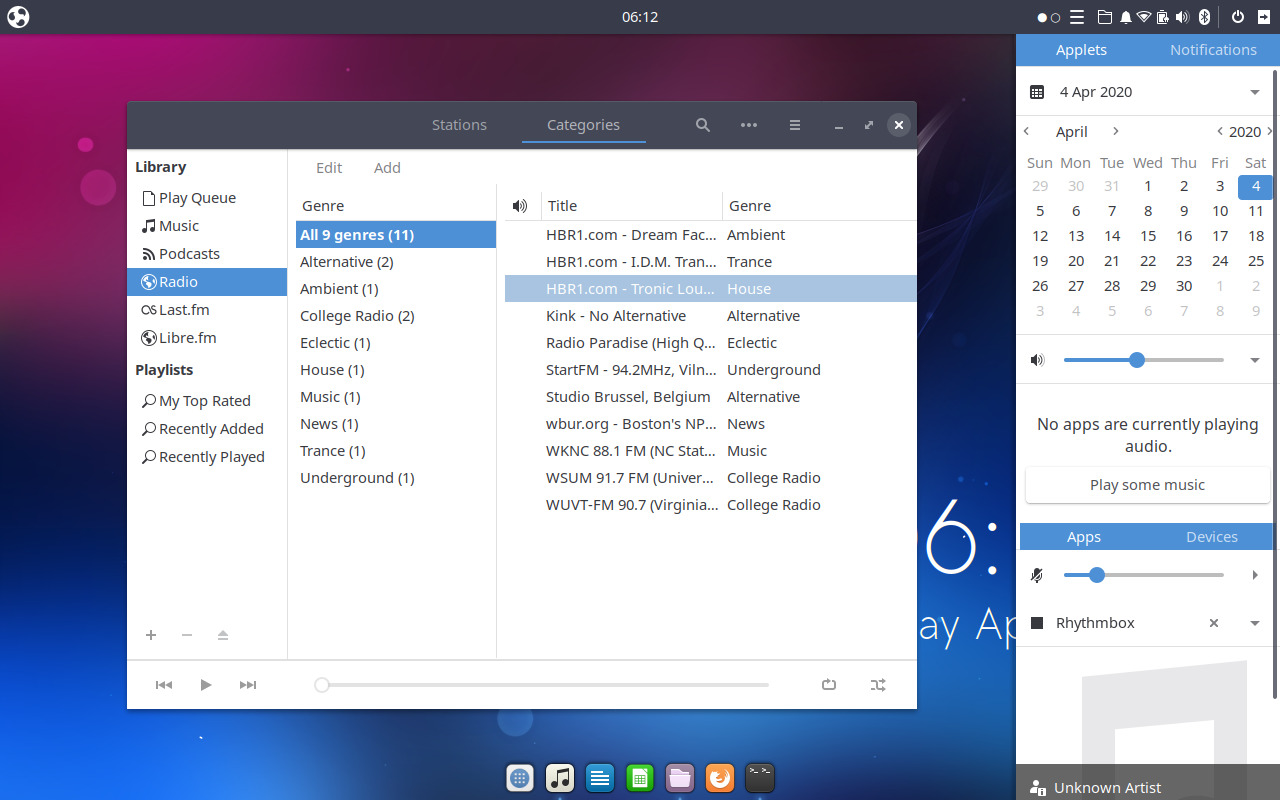 06:12
Applets Notifications
4 Apr 2020
April 2020
Sun Mon Tue Wed Thu Fri Sat
29 30 31 1 2 3 4
5 6 7 8 9 10 11
12 13 14 15 16 17 18
19 20 21 22 23 24 25
26 27 28 29 30 1 2
3 4 5 6 7 8 9
No apps are currently playing
audio.
Play some music
Apps Devices
Rhythmbox
Unknown Artist
Stations Categories
Library
Play Queue
Music
Podcasts
Radio
Last.fm
Libre.fm
Playlists
My Top Rated
Recently Added
Recently Played
Edit Add
Genre
All 9 genres (11)
Alternative (2)
Ambient (1)
College Radio (2)
Eclectic (1)
House (1)
Music (1)
News (1)
Trance (1)
Underground (1)
Title Genre
HBR1.com - Dream Fac... Ambient
HBR1.com - I.D.M. Tran... Trance
HBR1.com - Tronic Lou... House
Kink - No Alternative Alternative
Radio Paradise (High Q... Eclectic
StartFM - 94.2MHz, Viln... Underground
Studio Brussel, Belgium Alternative
wbur.org - Boston's NP... News
WKNC 88.1 FM (NC Stat... Music
WSUM 91.7 FM (Univer... College Radio
WUVT-FM 90.7 (Virginia... College Radio
6:
ay Ap